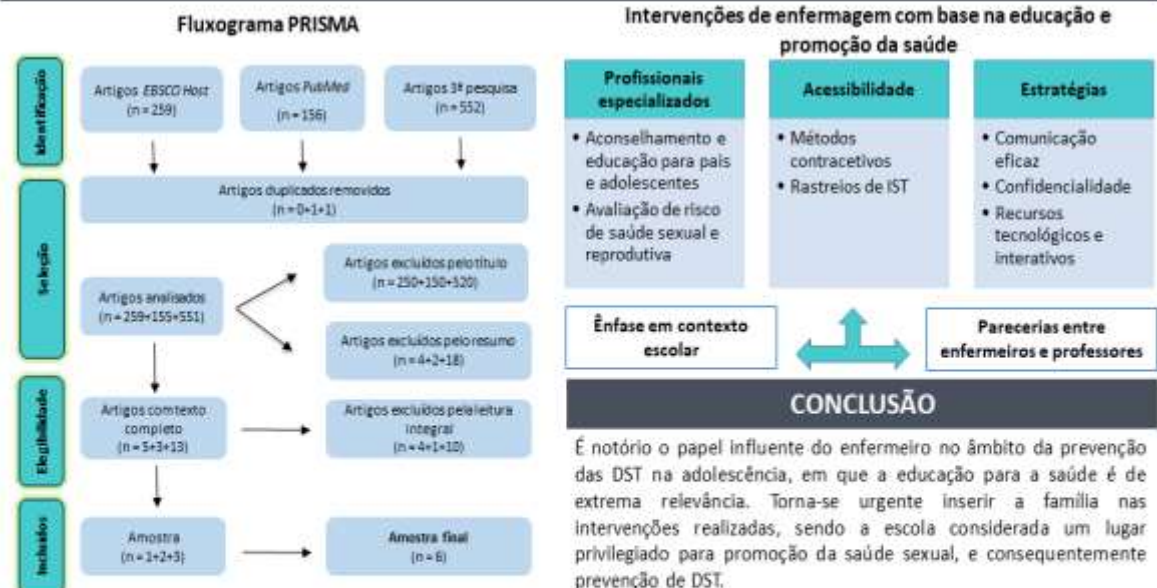 Fluxograma PRISMA
Identificação
Artigos EBSCO Host
(n = 259)
Artigos PubMed
(n = 156)
Artigos 3ª pesquisa
(n = 552)
Seleção
Artigos duplicados removidos
(n = 0+1+1)
Artigos analisados
(n = 259+155+551)
Artigos excluídos pelo título
(n = 250+150+520)
Artigos excluídos pelo resumo
(n = 4+2+18)
Elegibilidade
Artigos com texto
completo
(n = 5+3+13)
Artigos excluídos pela leitura
integral
(n = 4+1+10)
Incluídos
Amostra
(n = 1+2+3)
Amostra final
(n = 6)
Intervenções de enfermagem com base na educação e
promoção da saúde
Profissionais
especializados
• Aconselhamento e
educação para pais
e adolescentes
• Avaliação de risco
de saúde sexual e
reprodutiva
Acessibilidade
• Métodos
contracetivos
• Rastreios de IST
Estratégias
• Comunicação
eficaz
• Confidencialidade
• Recursos
tecnológicos e
interativos
Ênfase em contexto
escolar
Parecerias entre
enfermeiros e professores
CONCLUSÃO
É notório o papel influente do enfermeiro no âmbito da prevenção
das DST na adolescência, em que a educação para a saúde é de
extrema relevância. Torna-se urgente inserir a família nas
intervenções realizadas, sendo a escola considerada um lugar
privilegiado para promoção da saúde sexual, e consequentemente
prevenção de DST.